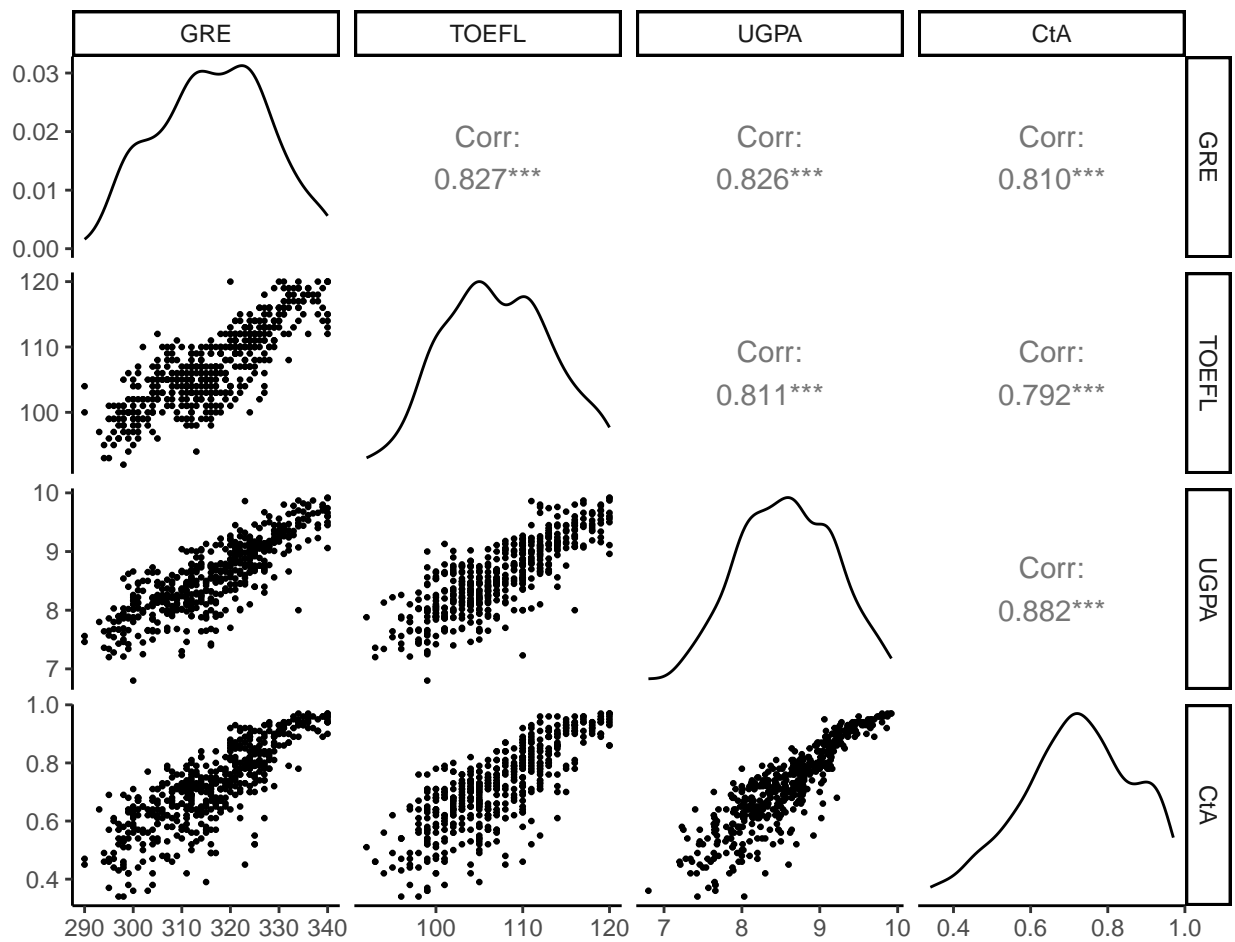 GRE TOEFL UGPA CtA
0.03
0.02
0.01
0.00
Corr:
0.827***
Corr:
0.826***
Corr:
0.810***
GRE
120
110
100
Corr:
0.811***
Corr:
0.792***
TOEFL
10
9
8
7
Corr:
0.882***
UGPA
1.0
0.8
0.6
0.4
CtA
290 300 310 320 330 340
100 110 120
7 8 9 10
0.4 0.6 0.8 1.0